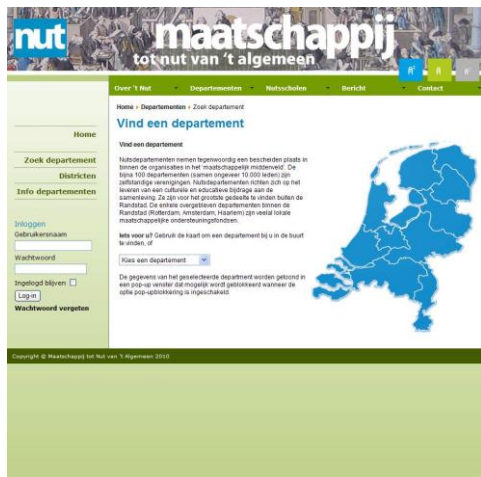 nut
maatschappij
tot nut van 't algemeen
A A A
Over 't Nut Departementen Nutsscholen Bericht Contact
Home Departementen Zoek departement
Vind een departement
Home
Zoek departement
Districten
Info departementen
Inloggen
Gebruikersnaam
Wachtwoord
Ingelogd blijven
Log-in
Wachtwoord vergeten
Vind een departement
Nutsdepartementen nemen tegenwoordig een bescheiden plaats in
binnen de organisaties in het 'maatschappelijk middenveld'. De
bijna 100 departementen (samen ongeveer 10.000 leden) zijn
zelfstandige verenigingen. Nutsdepartementen richten zich op het
leveren van een culturele en educatieve bijdrage aan de
samenleving. Ze zijn voor het grootste gedeelte te vinden buiten de
Randstad. De enkele overgebleven departementen binnen de
Randstad (Rotterdam, Amsterdam, Haarlem) zijn veelal lokale
maatschappelijke ondersteuningsfondsen.
Iets voor u? Gebruik de kaart om een departement bij u in de buurt
te vinden, of
Kies een departement
De gegevens van het geselecteerde department worden getoond in
een pop-up venster dat mogelijk wordt geblokkeerd wanneer de
optie pop-upblokkering is ingeschakeld.
Copyright @ Maatschappij tot Nut van 't Algemeen 2010